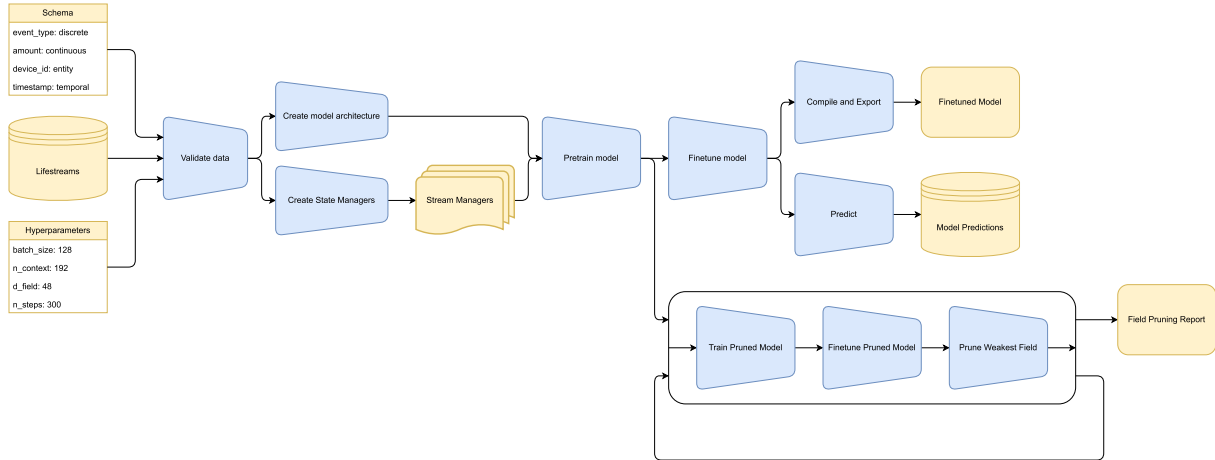 Schema
event_type: discrete
amount: continuous
device_id: entity
timestamp: temporal
Lifestreams
Hyperparameters
batch_size: 128
n_context: 192
d_field: 48
n_steps: 300
Validate data
Create model architecture
Create State Managers
Stream Managers
Pretrain model
Finetune model
Compile and Export
Finetuned Model
Predict
Model Predictions
Train Pruned Model
Finetune Pruned Model
Prune Weakest Field
Field Pruning Report